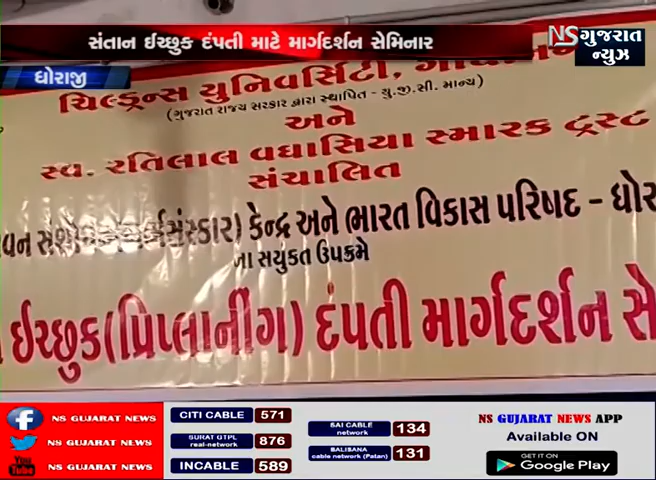 સંતાન ઈચ્છુક દંપતી માટે માર્ગદર્શન સેમિનાર
NS ગુજરાત
ન્યુઝ
ધોરાજી
ચિલ્ડ્રન્સ યુનિવર્સિટી,
(ગુજરાત રાજ્ય સરકાર દ્વારા સ્થાપિત - યુ.જી.સી. માન્ય)
અને
સ્વ. રતિલાલ વઘાસિયા સ્મારક ટ્રસ્ટ
સંચાલિત
કેન્દ્ર અને ભારત વિકાસ પરિષદ -
ના સયુંકત ઉપક્રમે
ઈચ્છુક(પ્રિપ્લાનીંગ) દંપતી માર્ગદર્શન
NS GUJARAT NEWS
NS GUJARAT NEWS
You Tube NS GUJARAT NEWS
CITI CABLE 571
SURAT GTPL real-network 876
INCABLE 589
SAI CABLE network 134
BALISANA cable network (Patan) 131
NS GUJARAT NEWS APP
Available ON
GET IT ON
Google Play